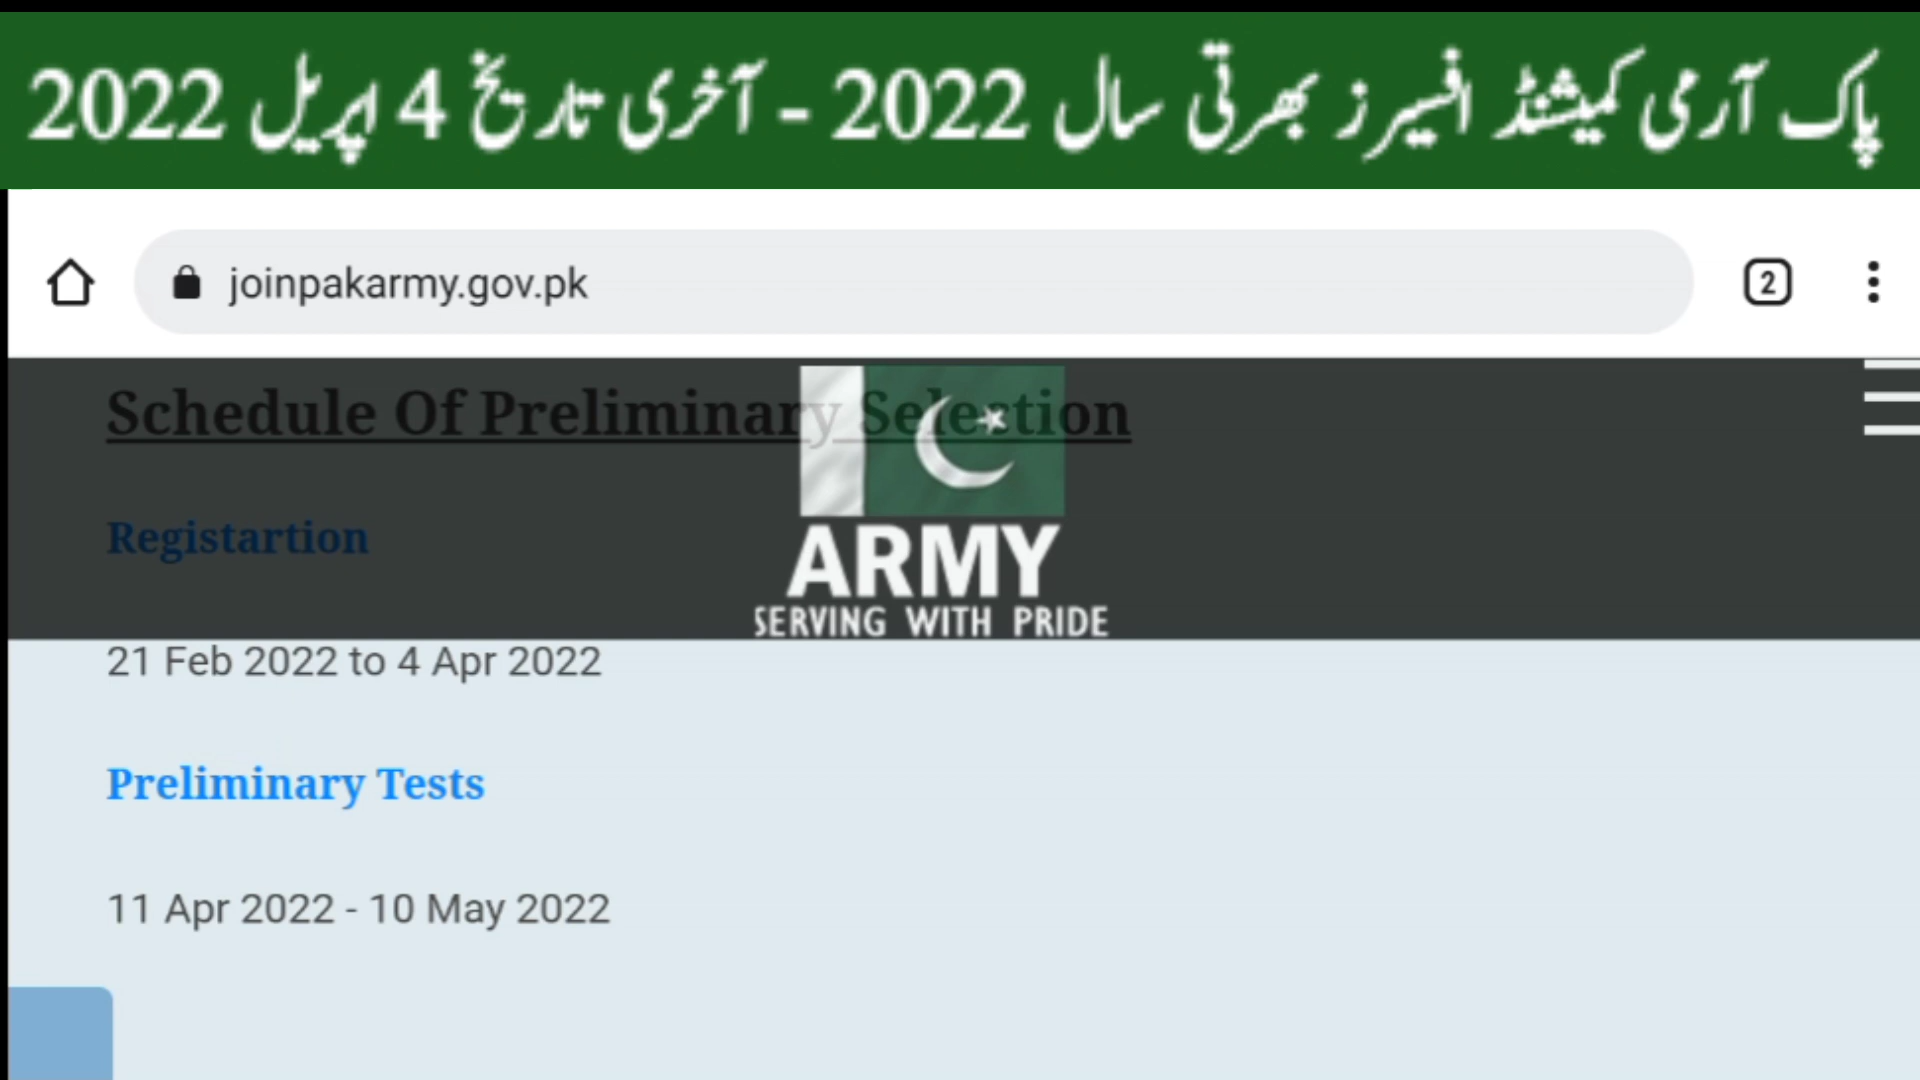 پاک آرمی کمیشنڈ افسیرز بھرتی سال 2022 - آخری تاریخ 4 اپریل 2022
joinpakarmy.gov.pk
2
Schedule Of Preliminary Selection
Registartion
ARMY
SERVING WITH PRIDE
21 Feb 2022 to 4 Apr 2022
Preliminary Tests
11 Apr 2022 - 10 May 2022